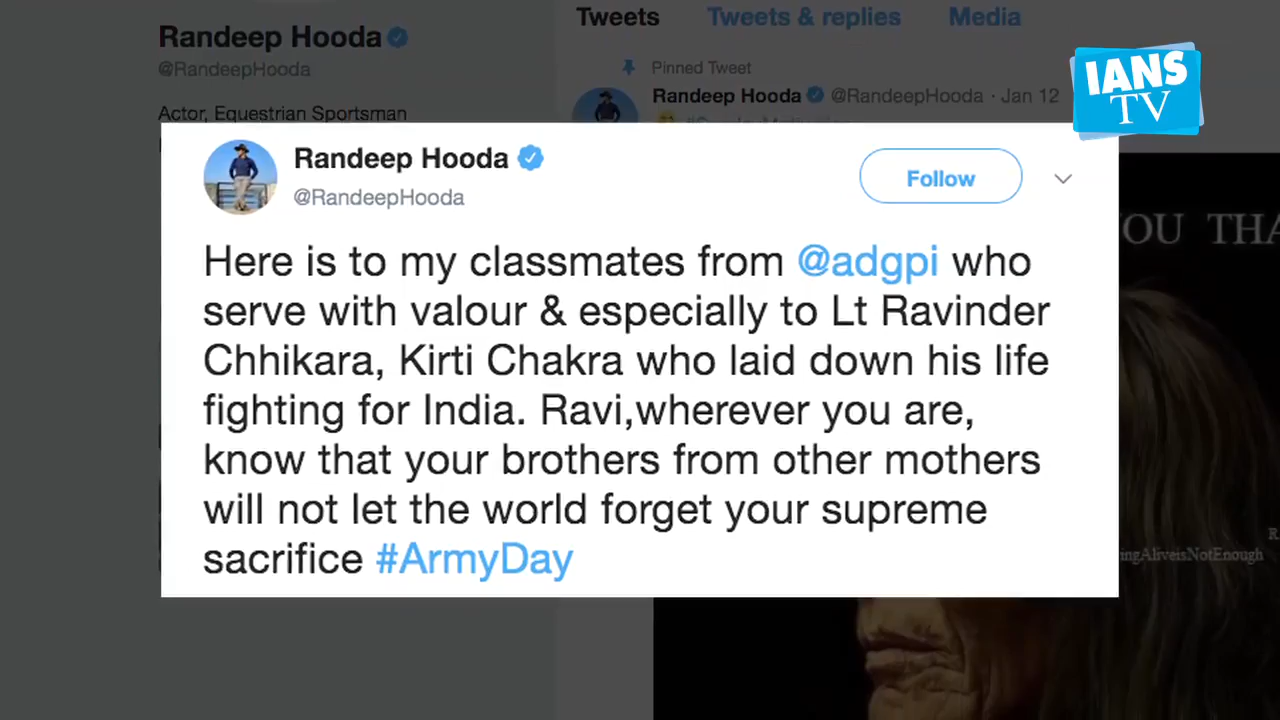 Randeep Hooda
@RandeepHooda
Actor, Equestrian Sportsman
Tweets Tweets & replies Media
Pinned Tweet
Randeep Hooda @RandeepHooda · Jan 12
IANS
TV
Randeep Hooda
@RandeepHooda
Follow
Here is to my classmates from @adgpi who
serve with valour & especially to Lt Ravinder
Chhikara, Kirti Chakra who laid down his life
fighting for India. Ravi,wherever you are,
know that your brothers from other mothers
will not let the world forget your supreme
sacrifice #ArmyDay
OU THA
R
ingAliveisNotEnough